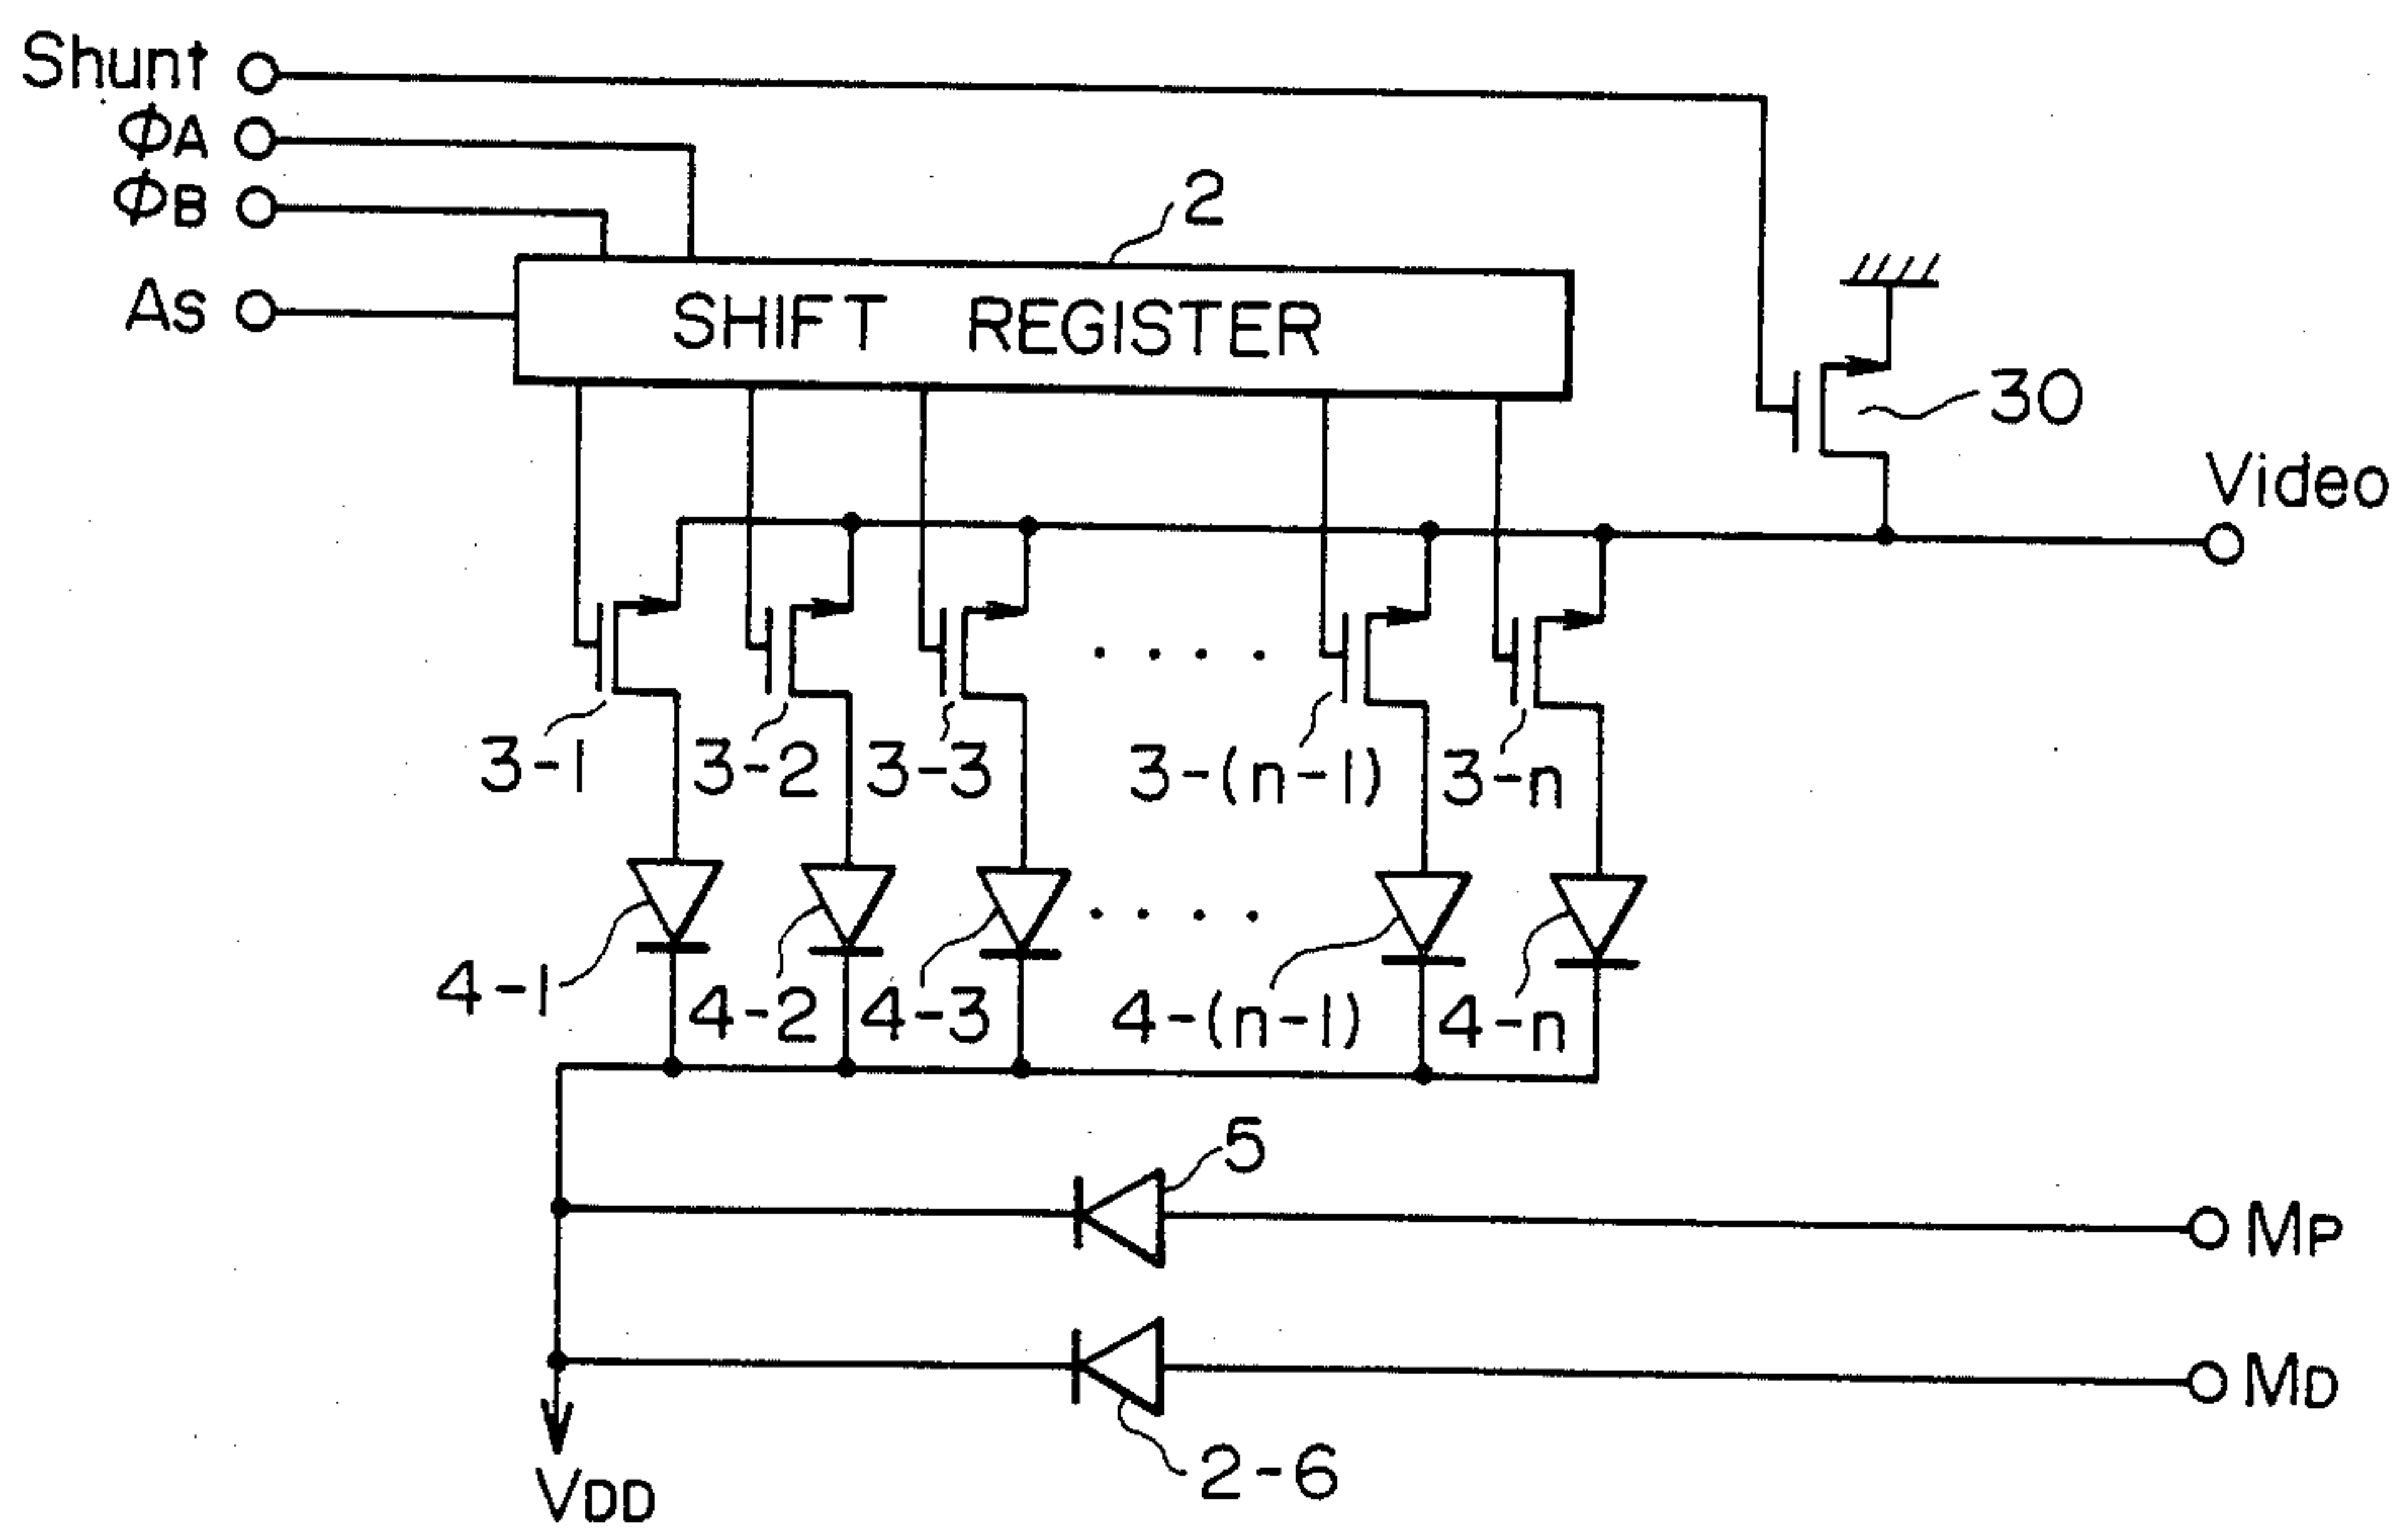 Shunt
ΦA
ΦB
As
2
SHIFT REGISTER
30
Video
3-1
3-2
3-3
3-(n-1)
3-n
4-1
4-2
4-3
4-(n-1)
4-n
5
MP
MD
2-6
VDD